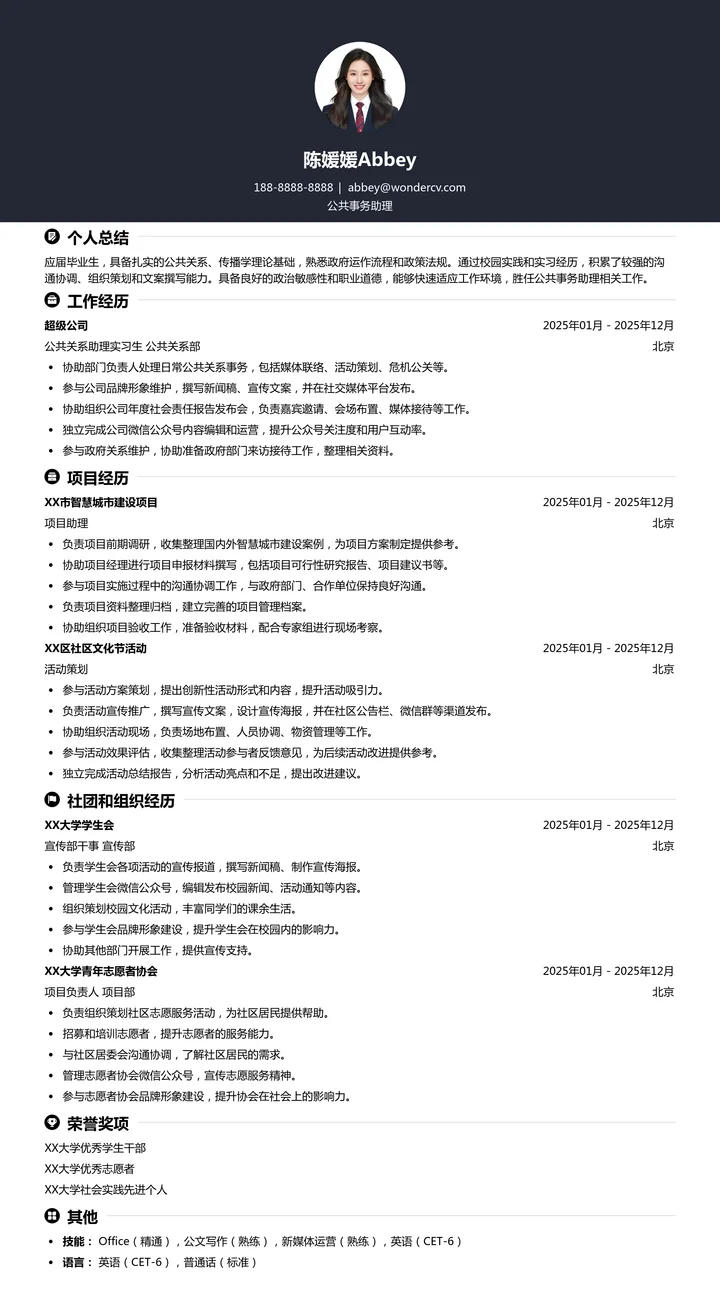 陈媛媛Abbey
188-8888-8888 | abbey@wondercv.com
公共事务助理
个人总结
应届毕业生，具备扎实的公共关系、传播学理论基础，熟悉政府运作流程和政策法规。通过校园实践和实习经历，积累了较强的沟
通协调、组织策划和文案撰写能力。具备良好的政治敏感性和职业道德，能够快速适应工作环境，胜任公共事务助理相关工作。
工作经历
超级公司 2025年01月 - 2025年12月
公共关系助理实习生 公共关系部 北京
• 协助部门负责人处理日常公共关系事务，包括媒体联络、活动策划、危机公关等。
• 参与公司品牌形象维护，撰写新闻稿、宣传文案，并在社交媒体平台发布。
• 协助组织公司年度社会责任报告发布会，负责嘉宾邀请、会场布置、媒体接待等工作。
• 独立完成公司微信公众号内容编辑和运营，提升公众号关注度和用户互动率。
• 参与政府关系维护，协助准备政府部门来访接待工作，整理相关资料。
项目经历
XX市智慧城市建设项目 2025年01月 - 2025年12月
项目助理 北京
• 负责项目前期调研，收集整理国内外智慧城市建设案例，为项目方案制定提供参考。
• 协助项目经理进行项目申报材料撰写，包括项目可行性研究报告、项目建议书等。
• 参与项目实施过程中的沟通协调工作，与政府部门、合作单位保持良好沟通。
• 负责项目资料整理归档，建立完善的项目管理档案。
• 协助组织项目验收工作，准备验收材料，配合专家组进行现场考察。
XX区社区文化节活动 2025年01月 - 2025年12月
活动策划 北京
• 参与活动方案策划，提出创新性活动形式和内容，提升活动吸引力。
• 负责活动宣传推广，撰写宣传文案，设计宣传海报，并在社区公告栏、微信群等渠道发布。
• 协助组织活动现场，负责场地布置、人员协调、物资管理等工作。
• 参与活动效果评估，收集整理活动参与者反馈意见，为后续活动改进提供参考。
• 独立完成活动总结报告，分析活动亮点和不足，提出改进建议。
社团和组织经历
XX大学学生会 2025年01月 - 2025年12月
宣传部干事 宣传部 北京
• 负责学生会各项活动的宣传报道，撰写新闻稿、制作宣传海报。
• 管理学生会微信公众号，编辑发布校园新闻、活动通知等内容。
• 组织策划校园文化活动，丰富同学们的课余生活。
• 参与学生会品牌形象建设，提升学生会在校园内的影响力。
• 协助其他部门开展工作，提供宣传支持。
XX大学青年志愿者协会 2025年01月 - 2025年12月
项目负责人 项目部 北京
• 负责组织策划社区志愿服务活动，为社区居民提供帮助。
• 招募和培训志愿者，提升志愿者的服务能力。
• 与社区居委会沟通协调，了解社区居民的需求。
• 管理志愿者协会微信公众号，宣传志愿服务精神。
• 参与志愿者协会品牌形象建设，提升协会在社会上的影响力。
荣誉奖项
XX大学优秀学生干部
XX大学优秀志愿者
XX大学社会实践先进个人
其他
• 技能： Office（精通），公文写作（熟练），新媒体运营（熟练），英语（CET-6）
• 语言： 英语（CET-6），普通话（标准）